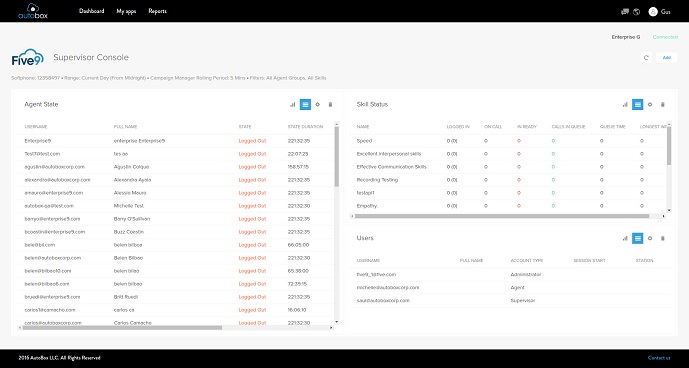 autobox
Dashboard My apps Reports Gus
Enterprise G Connected
Five9 Supervisor Console Add
Softphone: 12358497 • Range: Current Day (From Midnight) • Campaign Manager Rolling Period: 5 Mins • Filters: All Agent Groups, All Skills
Agent State
USERNAME FULL NAME STATE STATE DURATION
Enterprise9 enterprise Enterprise9 Logged Out 221:32:35
Test7@test.com tes ae Logged Out 22:07:25
agustin@autoboxcorp.com Agustin Colque Logged Out 158:57:15
alexandra@autoboxcorp.com Alexandra Ayala Logged Out 221:32:35
amauro@enterprise9.com Alessio Mauro Logged Out 221:32:35
autobox-qa@test.com Michelle Test Logged Out 221:32:30
barryo@enterprise9.com Barry O'Sullivan Logged Out 221:32:35
bcoastin@enterprise9.com Buzz Coastin Logged Out 221:32:35
bele@bil.com belen bilbao Logged Out 66:05:00
belen@autoboxcorp.com Belen Bilbao Logged Out 221:32:30
belen@bilbao10.com belen bilao Logged Out 65:38:00
belen@bilbao6.com belen bilbao Logged Out 72:39:15
bruedi@enterprise9.com Britt Ruedi Logged Out 221:32:35
carlos1@camacho.com carlos ca Logged Out 16:06:10
carlos@autoboxcorp.com Carlos Camacho Logged Out 221:32:30
Skill Status
NAME LOGGED IN ON CALL IN READY CALLS IN QUEUE QUEUE TIME LONGEST
Speed 0 (0) 0 0 0 0 0
Excellent interpersonal skills 0 (0) 0 0 0 0 0
Effective Communication Skills 0 (0) 0 0 0 0 0
Recording Testing 0 (0) 0 0 0 0 0
testapi1 0 (0) 0 0 0 0 0
Empathy 0 (0) 0 0 0 0 0
Users
USERNAME FULL NAME ACCOUNT TYPE SESSION START STATION
Administrator
michelle@autoboxcorp.com Agent
saul@autoboxcorp.com Supervisor
2016 AutoBox LLC. All Rights Reserved Contact us